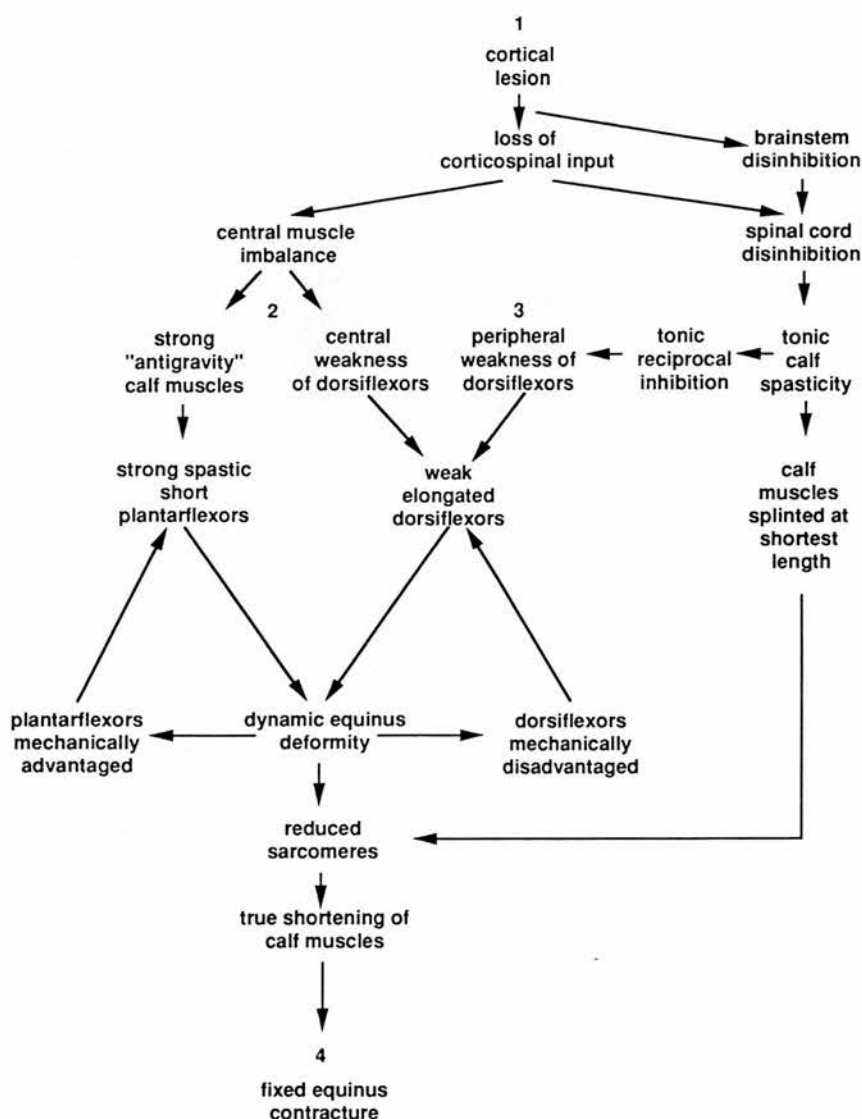 1
cortical
lesion
loss of
corticospinal input
brainstem
disinhibition
central muscle
imbalance
spinal cord
disinhibition
2
3
strong
"antigravity"
calf muscles
central
weakness
of dorsiflexors
peripheral
weakness of
dorsiflexors
tonic
reciprocal
inhibition
tonic
calf
spasticity
strong spastic
short
plantarflexors
weak
elongated
dorsiflexors
calf
muscles
splinted at
shortest
length
plantarflexors
mechanically
advantaged
dynamic equinus
deformity
dorsiflexors
mechanically
disadvantaged
reduced
sarcomeres
true shortening of
calf muscles
4
fixed equinus
contracture